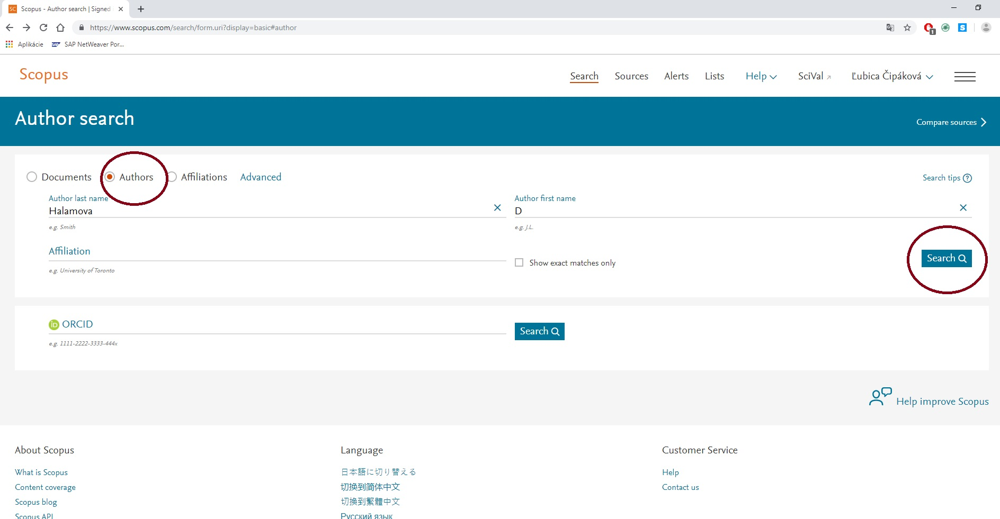 Scopus - Author search | Signed
https://www.scopus.com/search/form.uri?display=basic#author
1
Aplikácie
SAP NetWeaver Por...
Scopus
Search
Sources
Alerts
Lists
Help
SciVal
Ľubica Čipáková
Author search
Compare sources
Documents
Authors
Affiliations
Advanced
Search tips ?
Author last name
Halamova
e.g. Smith
Author first name
D
e.g. J.L.
Affiliation
e.g. University of Toronto
Show exact matches only
Search
iD ORCID
e.g. 1111-2222-3333-444x
Search
Help improve Scopus
About Scopus
What is Scopus
Content coverage
Scopus blog
Scopus API
Language
日本語に切り替える
切换到简体中文
切換到繁體中文
Русский язык
Customer Service
Help
Contact us